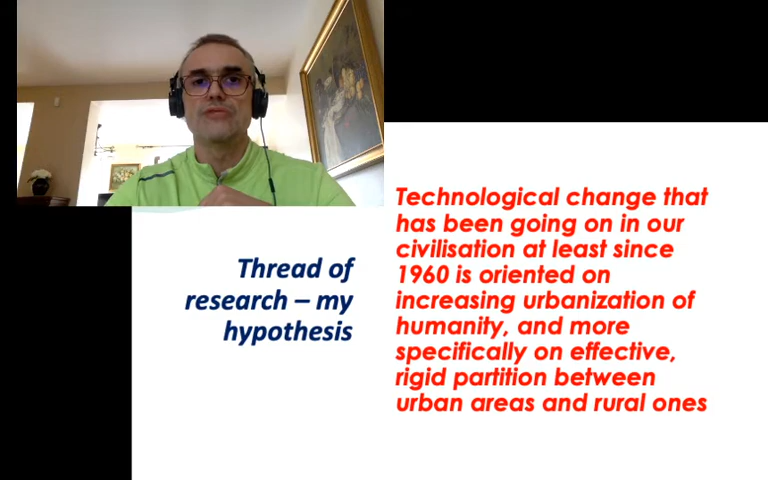 Thread of
research – my
hypothesis
Technological change that
has been going on in our
civilisation at least since
1960 is oriented on
increasing urbanization of
humanity, and more
specifically on effective,
rigid partition between
urban areas and rural ones